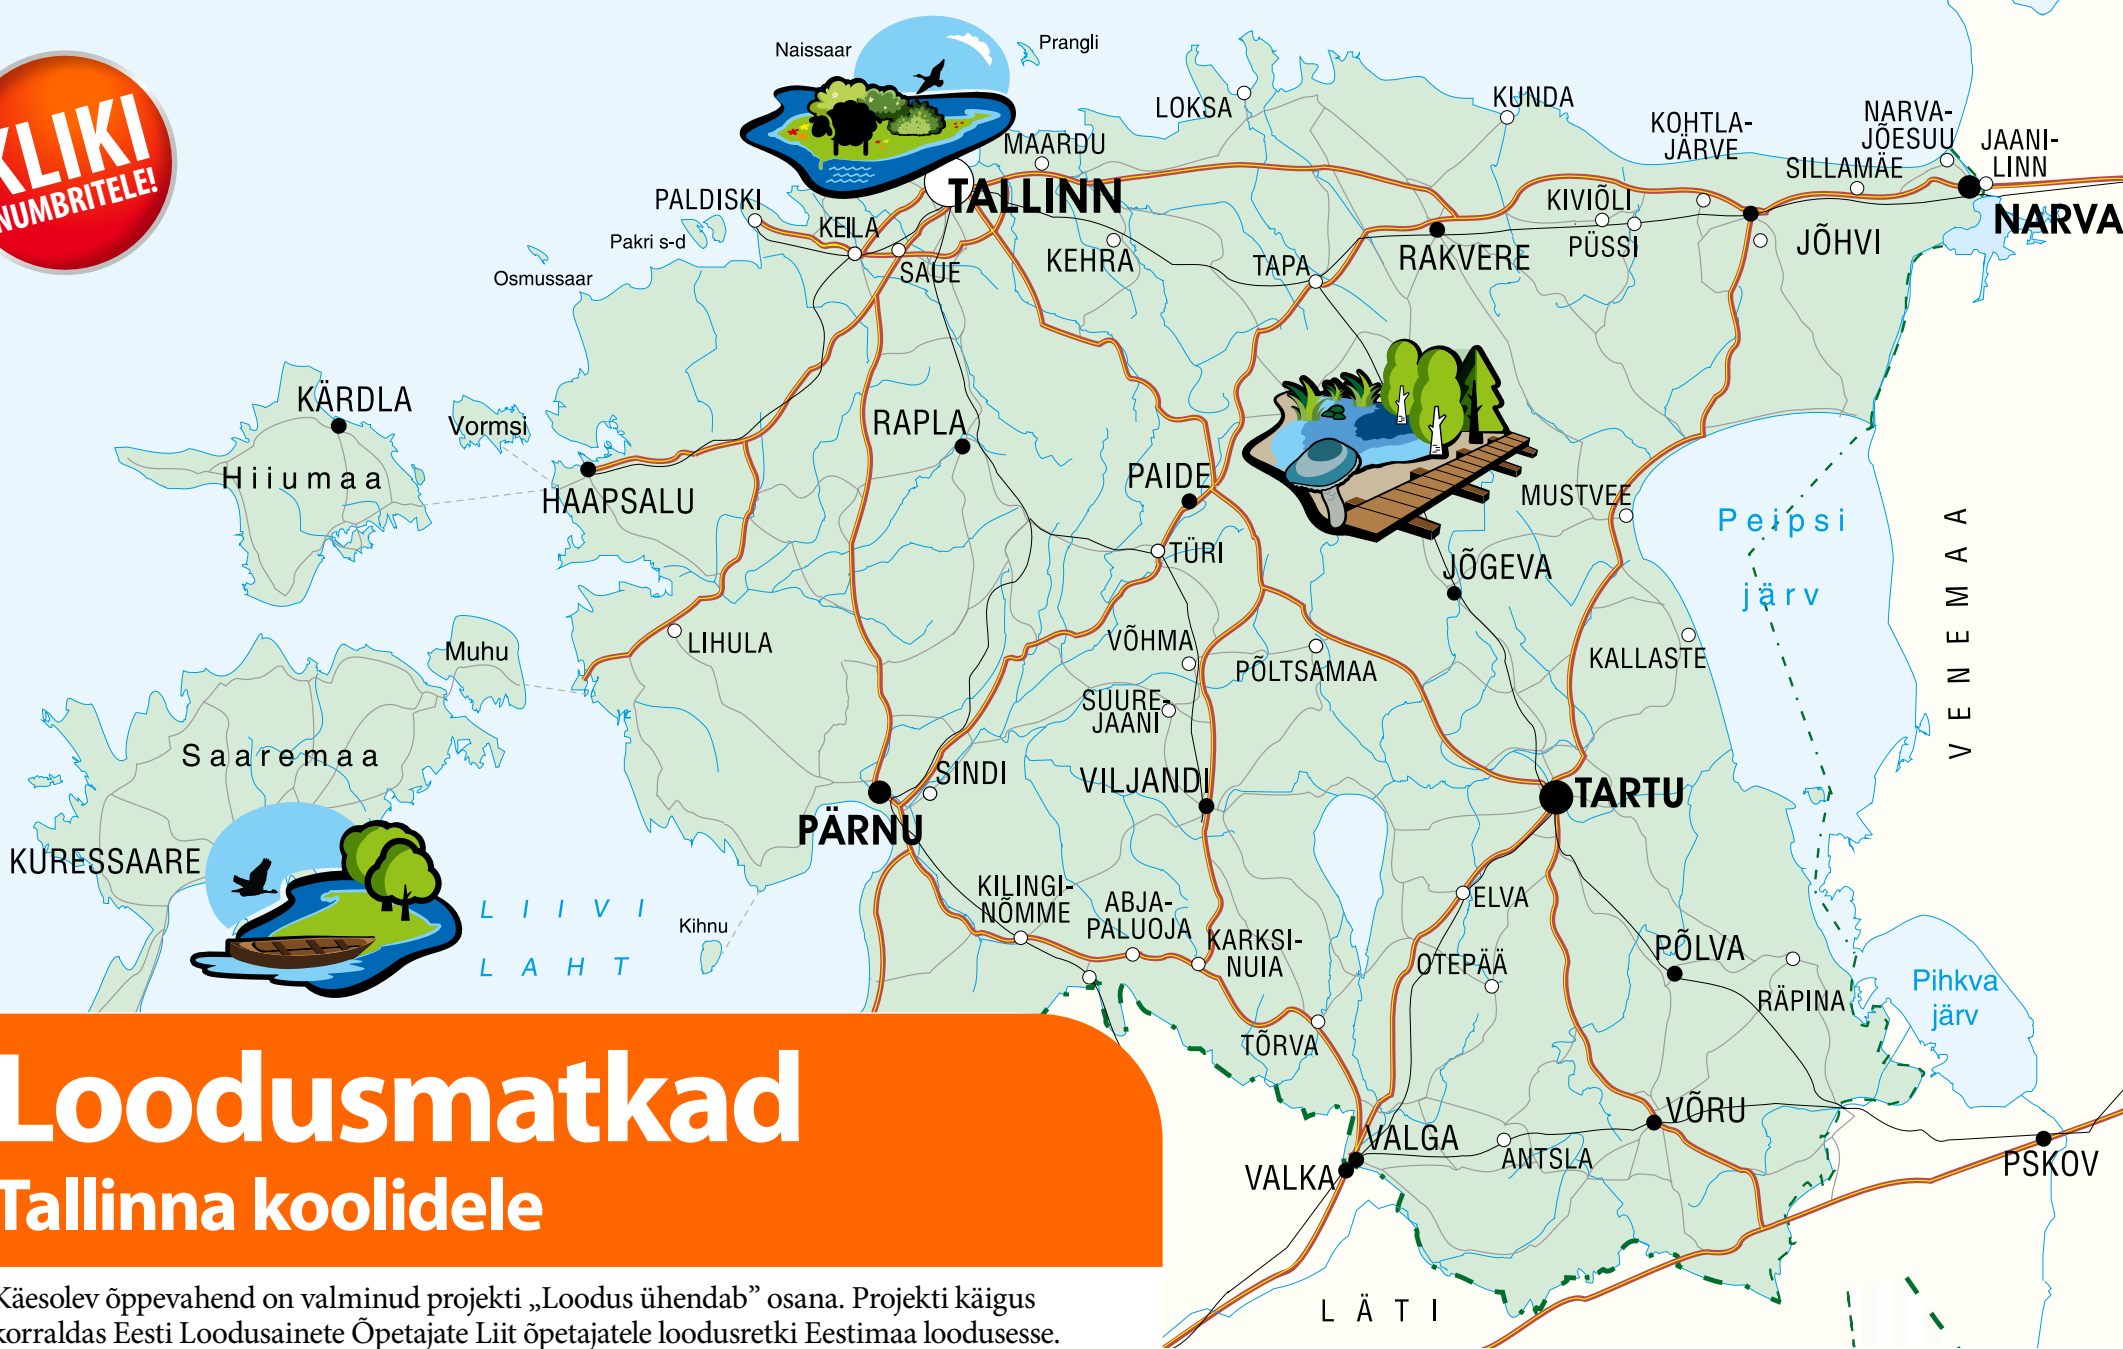 KLIKI
NUMBRITELE!
Naissaar
Prangli
LOKSA
KUNDA
KOHTLA-
JÄRVE
NARVA-
JÕESUU
JAANI-
LINN
SILLAMÄE
MAARDU
TALLINN
PALDISKI
Pakri s-d
KEILA
SAUE
KEHRA
TAPA
RAKVERE
KIVIÕLI
PÜSSI
JÕHVI
NARVA
Osmussaar
KÄRDLA
Vormsi
Hiiumaa
HAAPSALU
RAPLA
PAIDE
MUSTVEE
Peipsi
järv
VENEMAA
TÜRI
JÕGEVA
LIHULA
Muhu
VÕHMA
PÕLTSAMAA
KALLASTE
SUURE-
JAANI
Saaremaa
SINDI
VILJANDI
TARTU
PÄRNU
KURESSAARE
LIIVI
LAHT
Kihnu
KILINGI-
NÕMME
ABJA-
PALUOJA
KARKSI-
NUIA
ELVA
OTEPÄÄ
PÕLVA
RÄPINA
Pihkva
järv
TÕRVA
VALGA
VALKA
ANTSLA
VÕRU
PSKOV
LÄTI
Loodusmatkad
Tallinna koolidele
Käesolev õppevahend on valminud projekti „Loodus ühendab” osana. Projekti käigus
korraldas Eesti Loodusainete Õpetajate Liit õpetajatele loodusretki Eestimaa loodusesse.